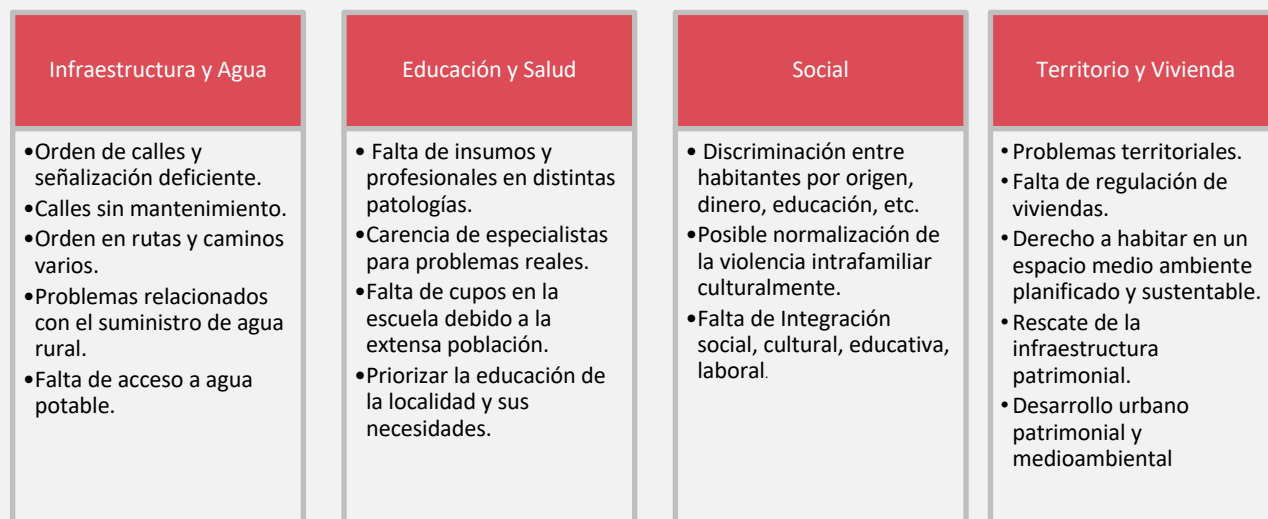 Infraestructura y Agua
•Orden de calles y
señalización deficiente.
•Calles sin mantenimiento.
•Orden en rutas y caminos
varios.
•Problemas relacionados
con el suministro de agua
rural.
•Falta de acceso a agua
potable.
Educación y Salud
• Falta de insumos y
profesionales en distintas
patologías.
•Carencia de especialistas
para problemas reales.
•Falta de cupos en la
escuela debido a la
extensa población.
•Priorizar la educación de
la localidad y sus
necesidades.
Social
• Discriminación entre
habitantes por origen,
dinero, educación, etc.
•Posible normalización de
la violencia intrafamiliar
culturalmente.
•Falta de Integración
social, cultural, educativa,
laboral.
Territorio y Vivienda
•Problemas territoriales.
•Falta de regulación de
viviendas.
•Derecho a habitar en un
espacio medio ambiente
planificado y sustentable.
•Rescate de la
infraestructura
patrimonial.
•Desarrollo urbano
patrimonial y
medioambiental